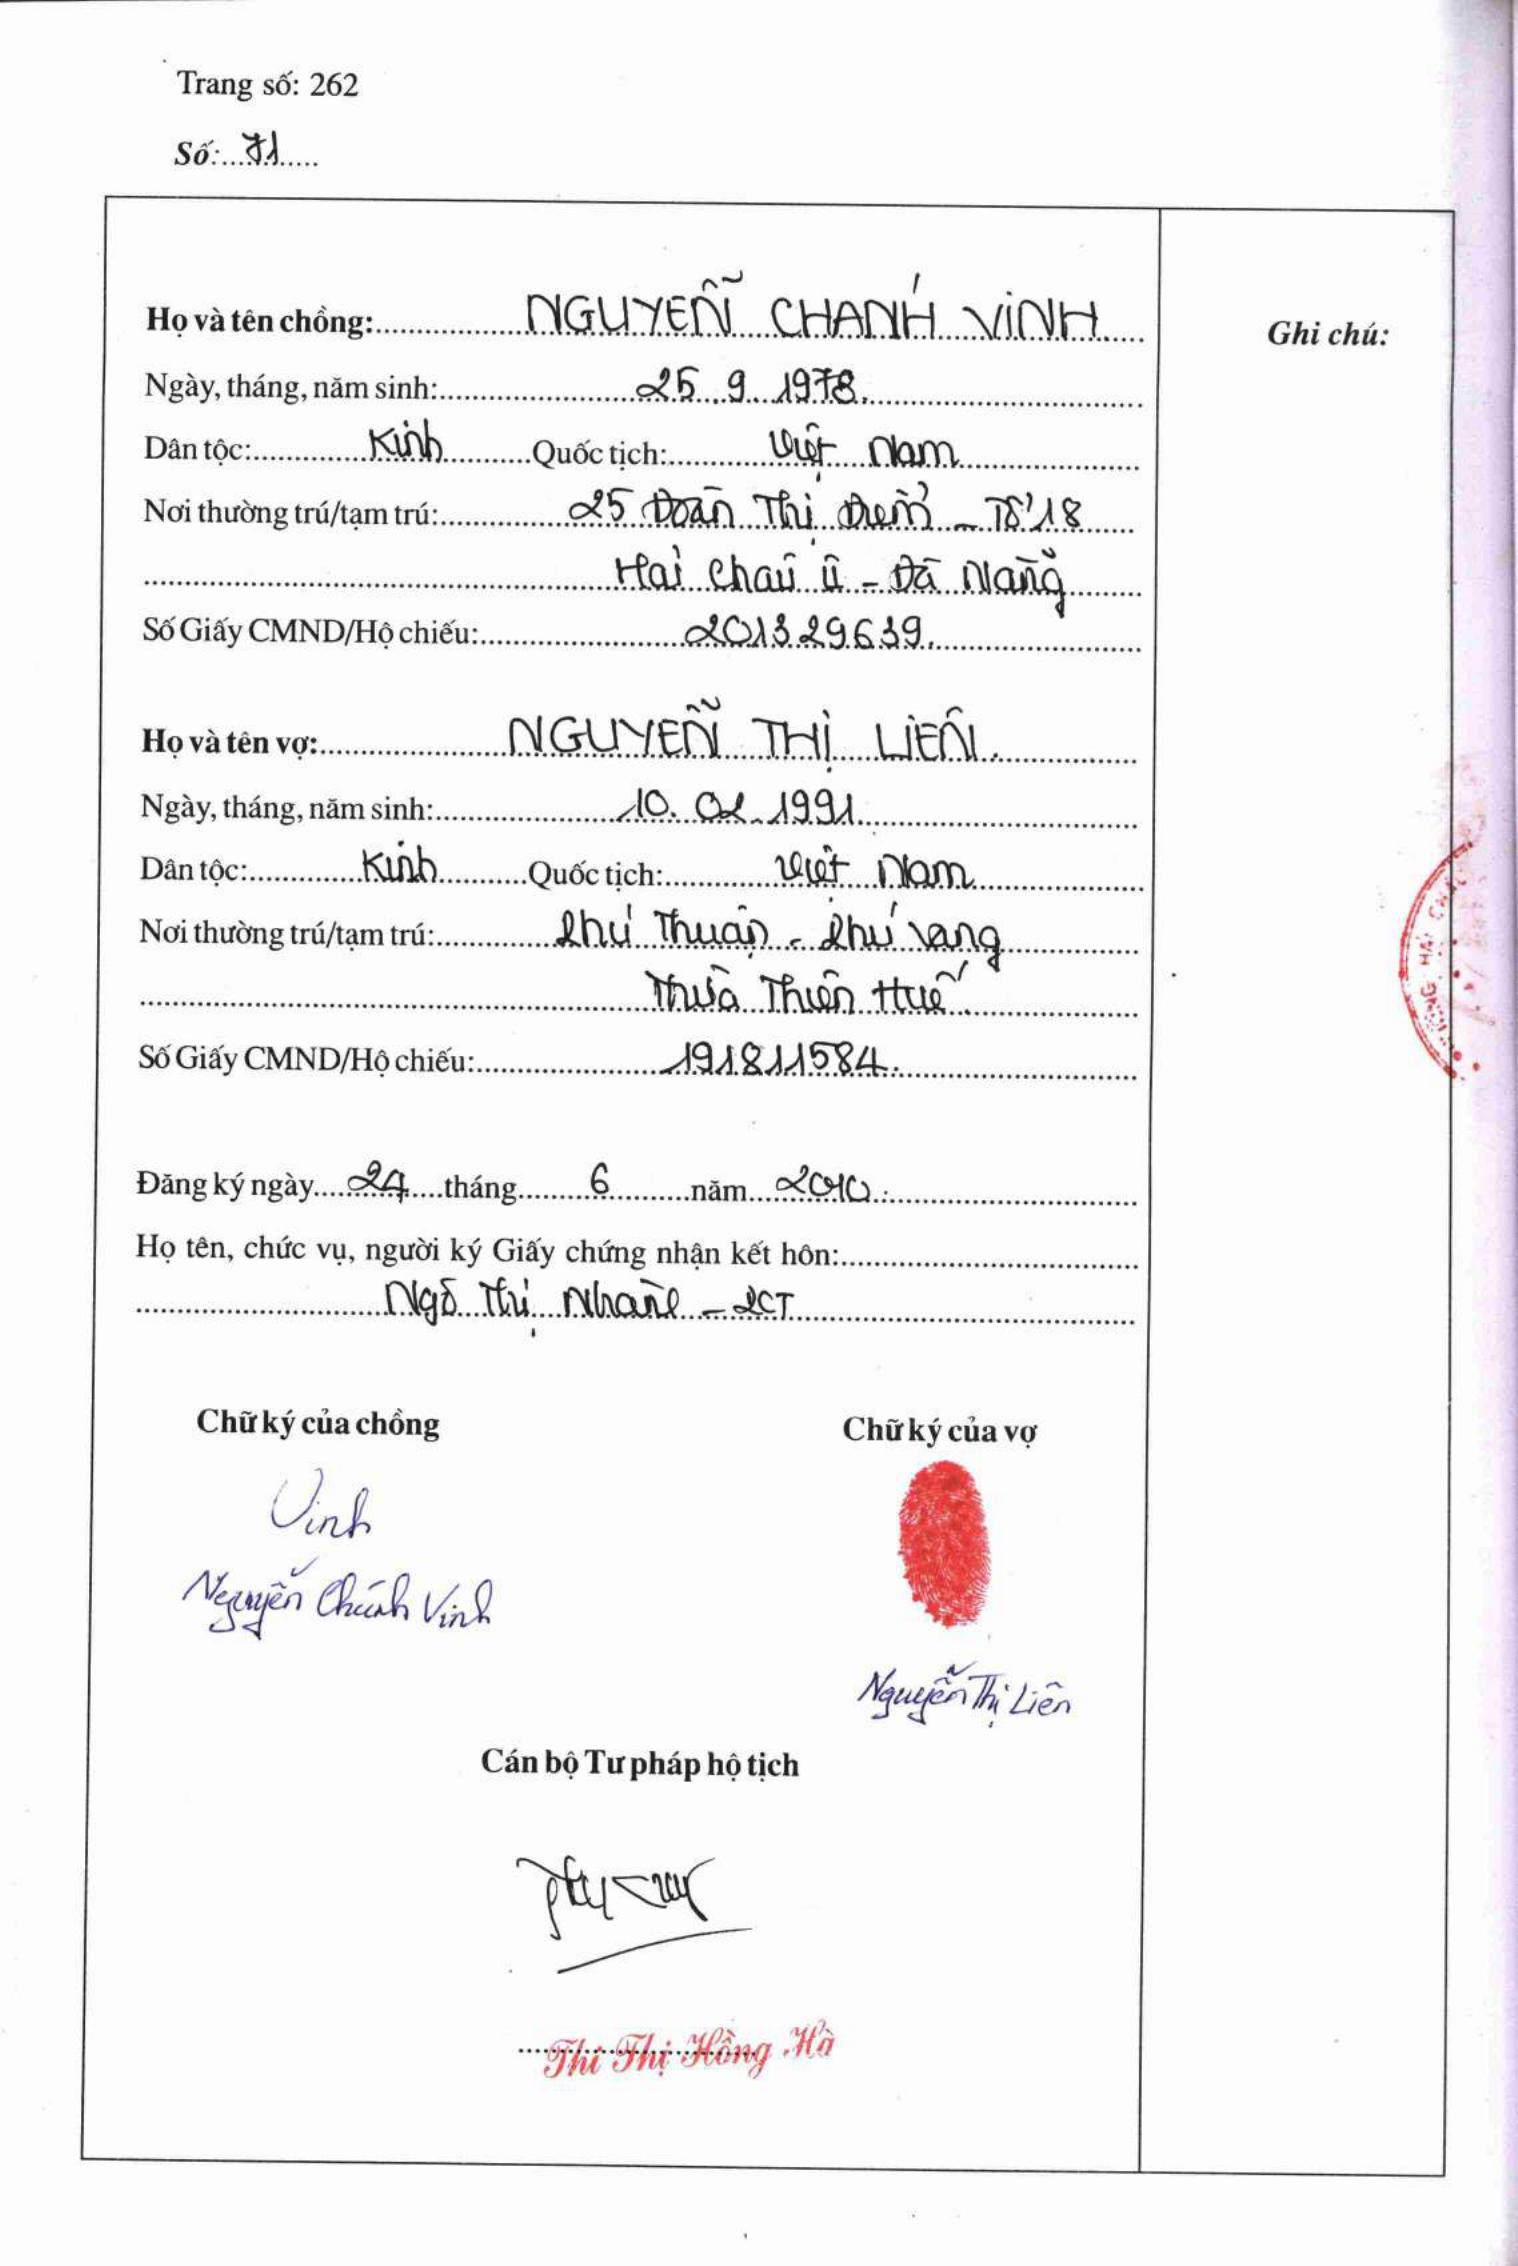 Trang số: 262
Số: 71
Họ và tên chồng: NGUYỄN CHÁNH VINH
Ghi chú:
Ngày, tháng, năm sinh: 25.9.1978.
Dân tộc: Kinh Quốc tịch: Việt Nam
Nơi thường trú/tạm trú: 25 Đoàn Thị Điểm - Tổ 18
Hải Châu II - Đà Nẵng
Số Giấy CMND/Hộ chiếu: 201329639.
Họ và tên vợ: NGUYỄN THỊ LIÊN.
Ngày, tháng, năm sinh: 10.02.1991
Dân tộc: Kinh Quốc tịch: Việt Nam
Nơi thường trú/tạm trú: Phú Thuận - Phú Vang
Thừa Thiên Huế.
Số Giấy CMND/Hộ chiếu: 191811584.
Đăng ký ngày 24 tháng 6 năm 2010.
Họ tên, chức vụ, người ký Giấy chứng nhận kết hôn:
Ngô Thị - PCT
Chữ ký của chồng Chữ ký của vợ
Vinh
Nguyễn Chánh Vinh
Nguyễn Thị Liên
Cán bộ Tư pháp hộ tịch
Thi Thị Hồng Hà